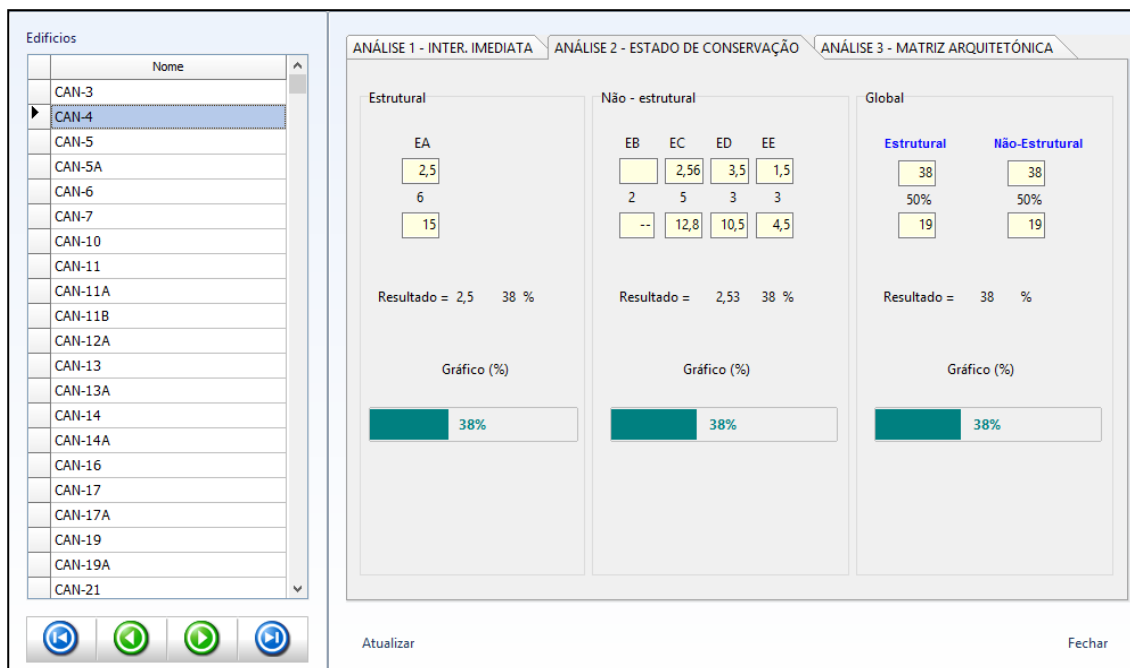 Edificios
Nome
CAN-3
CAN-4
CAN-5
CAN-5A
CAN-6
CAN-7
CAN-10
CAN-11
CAN-11A
CAN-11B
CAN-12A
CAN-13
CAN-13A
CAN-14
CAN-14A
CAN-16
CAN-17
CAN-17A
CAN-19
CAN-19A
CAN-21
ANÁLISE 1 - INTER. IMEDIATA ANÁLISE 2 - ESTADO DE CONSERVAÇÃO ANÁLISE 3 - MATRIZ ARQUITETÓNICA
Estrutural
EA
2,5
6
15
Resultado = 2,5 38 %
Gráfico (%)
38%
Não - estrutural
EB EC ED EE
2,56 3,5 1,5
2 5 3 3
-- 12,8 10,5 4,5
Resultado = 2,53 38 %
Gráfico (%)
38%
Global
Estrutural Não-Estrutural
38 38
50% 50%
19 19
Resultado = 38 %
Gráfico (%)
38%
Atualizar Fechar